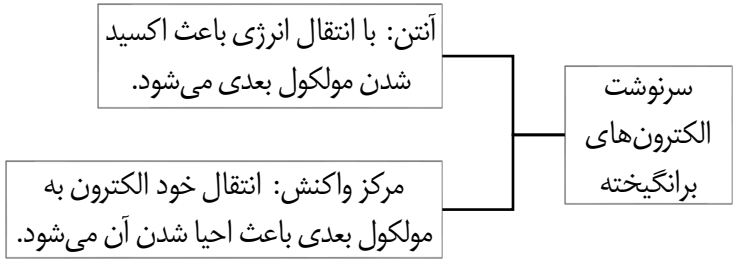 سرنوشت
الکترون‌های
برانگیخته
آنتن: با انتقال انرژی باعث اکسید
شدن مولکول بعدی می‌شود.
مرکز واکنش: انتقال خود الکترون به
مولکول بعدی باعث احیا شدن آن می‌شود.